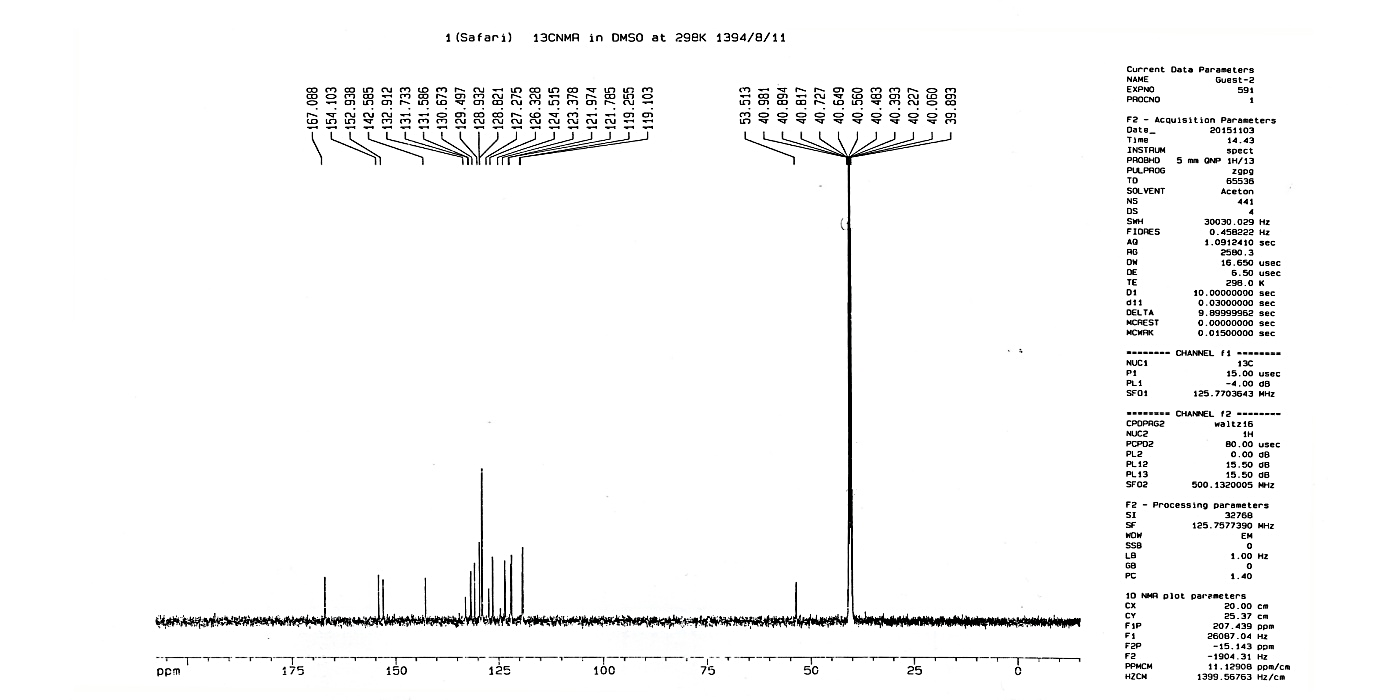 1(Safari) 13CNMR in DMSO at 298K 1394/8/11
167.088
154.103
152.938
142.585
132.912
131.733
131.586
130.673
129.497
128.932
128.821
127.275
126.328
124.515
123.378
121.974
121.785
119.255
119.103
53.513
40.981
40.894
40.817
40.727
40.649
40.560
40.483
40.393
40.227
40.060
39.893
ppm 175 150 125 100 75 50 25 0
Current Data Parameters
NAME Guest-2
EXPNO 591
PROCNO 1
F2 - Acquisition Parameters
Date_ 20151103
Time 14.43
INSTRUM spect
PROBHD 5 mm QNP 1H/13
PULPROG zgpg
TD 65536
SOLVENT Aceton
NS 441
DS 4
SWH 30030.029 Hz
FIDRES 0.458222 Hz
AQ 1.0912410 sec
RG 2580.3
DW 16.650 usec
DE 6.50 usec
TE 298.0 K
D1 10.00000000 sec
d11 0.03000000 sec
DELTA 9.89999962 sec
MCREST 0.00000000 sec
MCWRK 0.01500000 sec
======== CHANNEL f1 ========
NUC1 13C
P1 15.00 usec
PL1 -4.00 dB
SFO1 125.7703643 MHz
======== CHANNEL f2 ========
CPDPRG2 waltz16
NUC2 1H
PCPD2 80.00 usec
PL2 0.00 dB
PL12 15.50 dB
PL13 15.50 dB
SFO2 500.1320005 MHz
F2 - Processing parameters
SI 32768
SF 125.7577390 MHz
WDW EM
SSB 0
LB 1.00 Hz
GB 0
PC 1.40
1D NMR plot parameters
CX 20.00 cm
CY 25.37 cm
F1P 207.439 ppm
F1 26087.04 Hz
F2P -15.143 ppm
F2 -1904.31 Hz
PPMCM 11.12908 ppm/cm
HZCM 1399.56763 Hz/cm